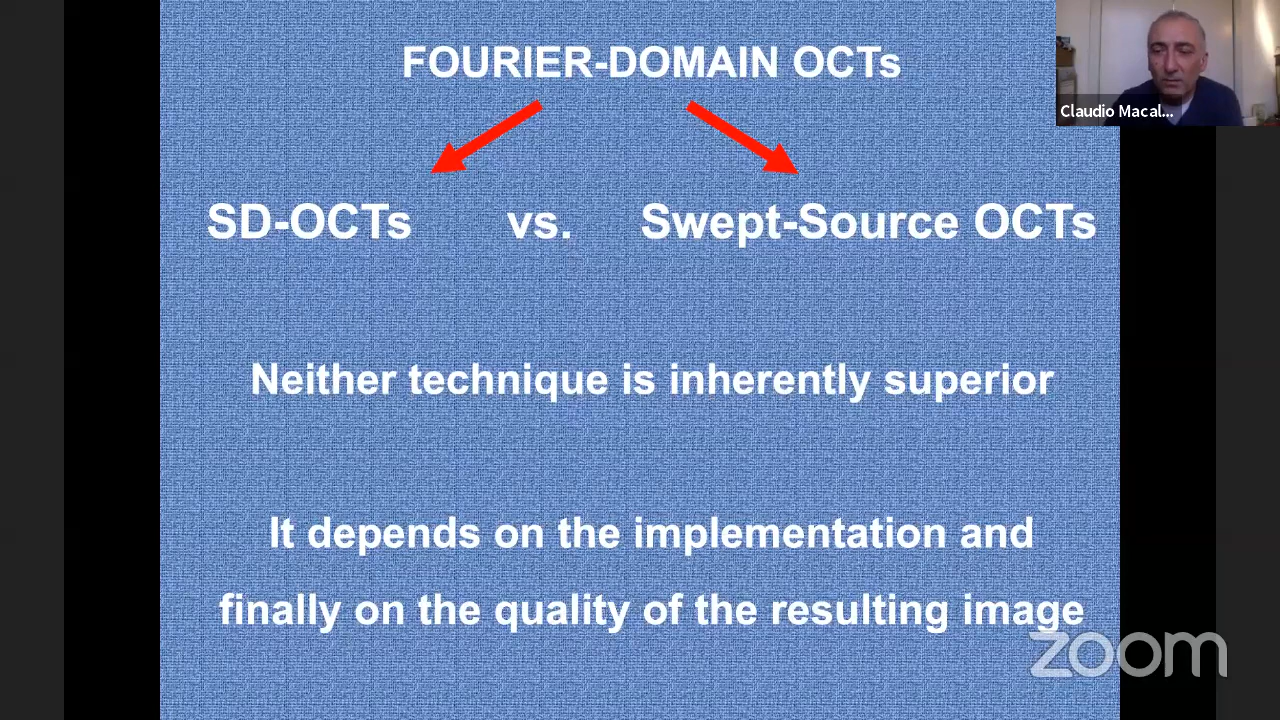 FOURIER-DOMAIN OCTs
Claudio Macal...
SD-OCTs vs. Swept-Source OCTs
Neither technique is inherently superior
It depends on the implementation and
finally on the quality of the resulting image
zoom